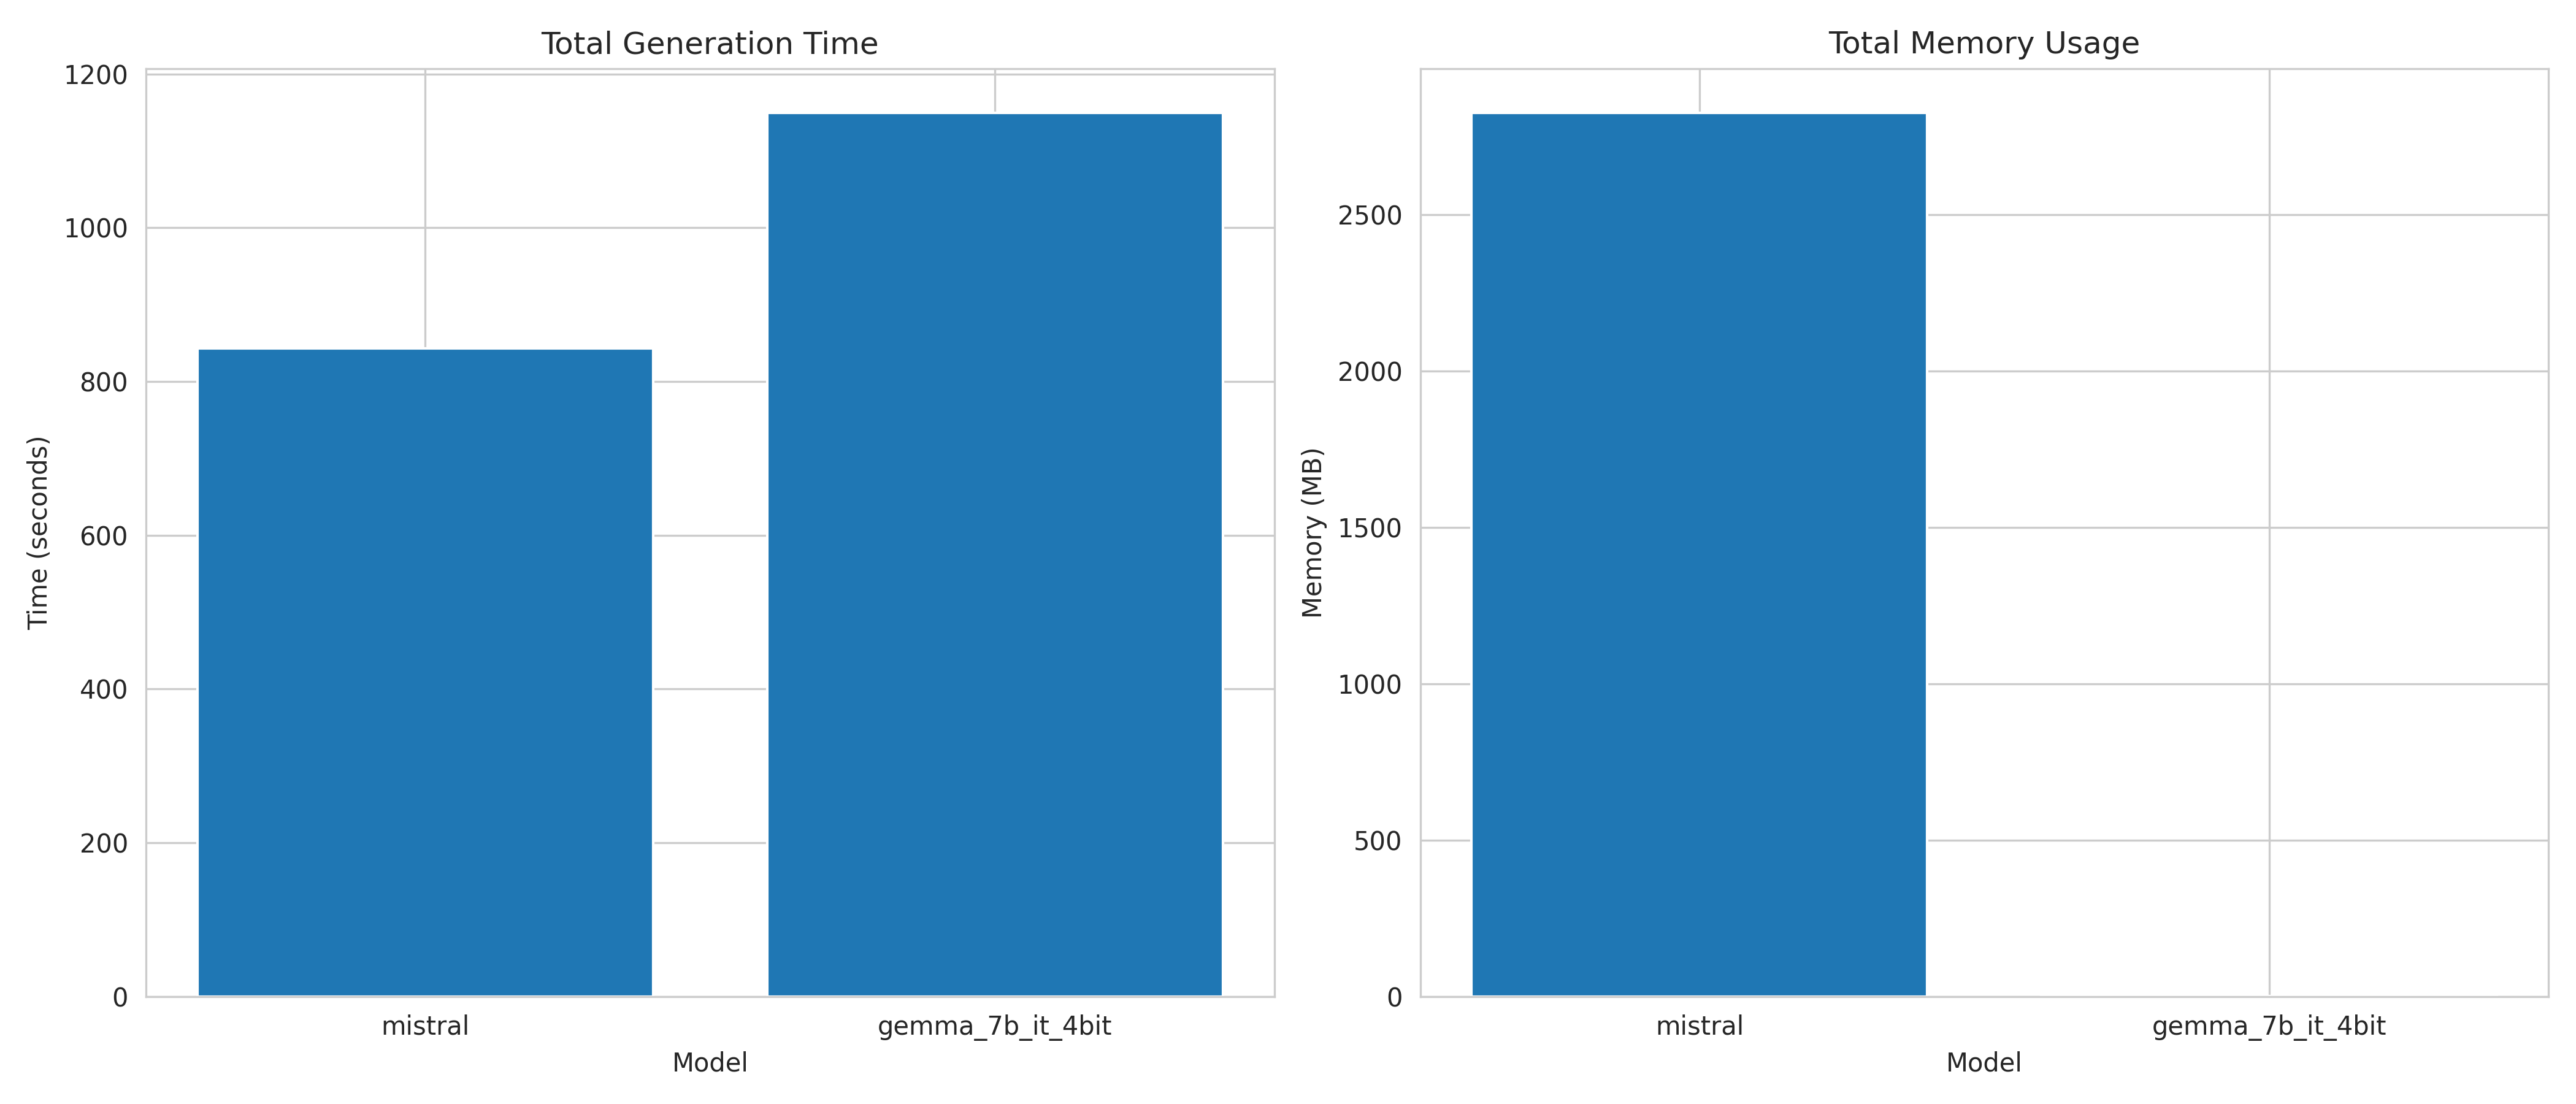 Total Generation Time
1200
1000
800
600
400
200
0
Time (seconds)
mistral
gemma_7b_it_4bit
Model
Total Memory Usage
2500
2000
1500
1000
500
0
Memory (MB)
mistral
gemma_7b_it_4bit
Model